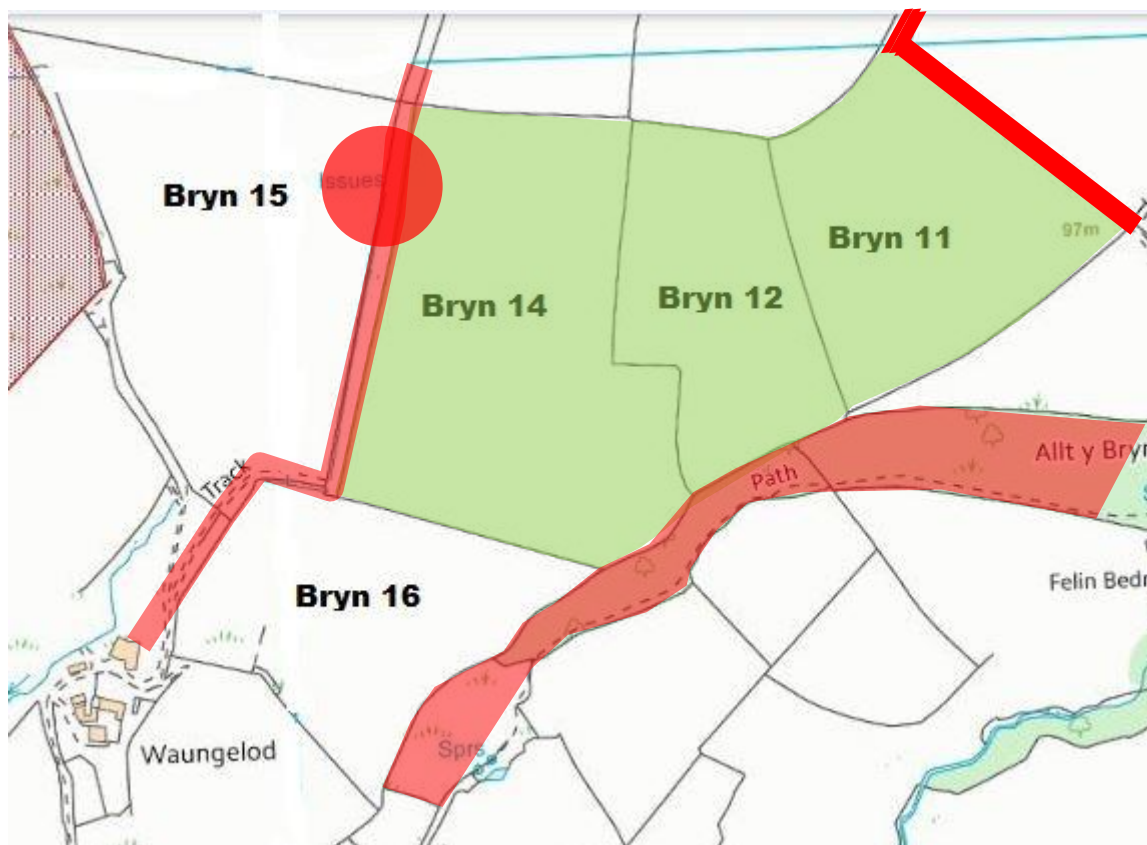 Issues
Bryn 15
97m
Bryn 11
Bryn 14
Bryn 12
Allt y Bryn
Track
Path
Felin Bedr
Bryn 16
Waungelod
Sprs